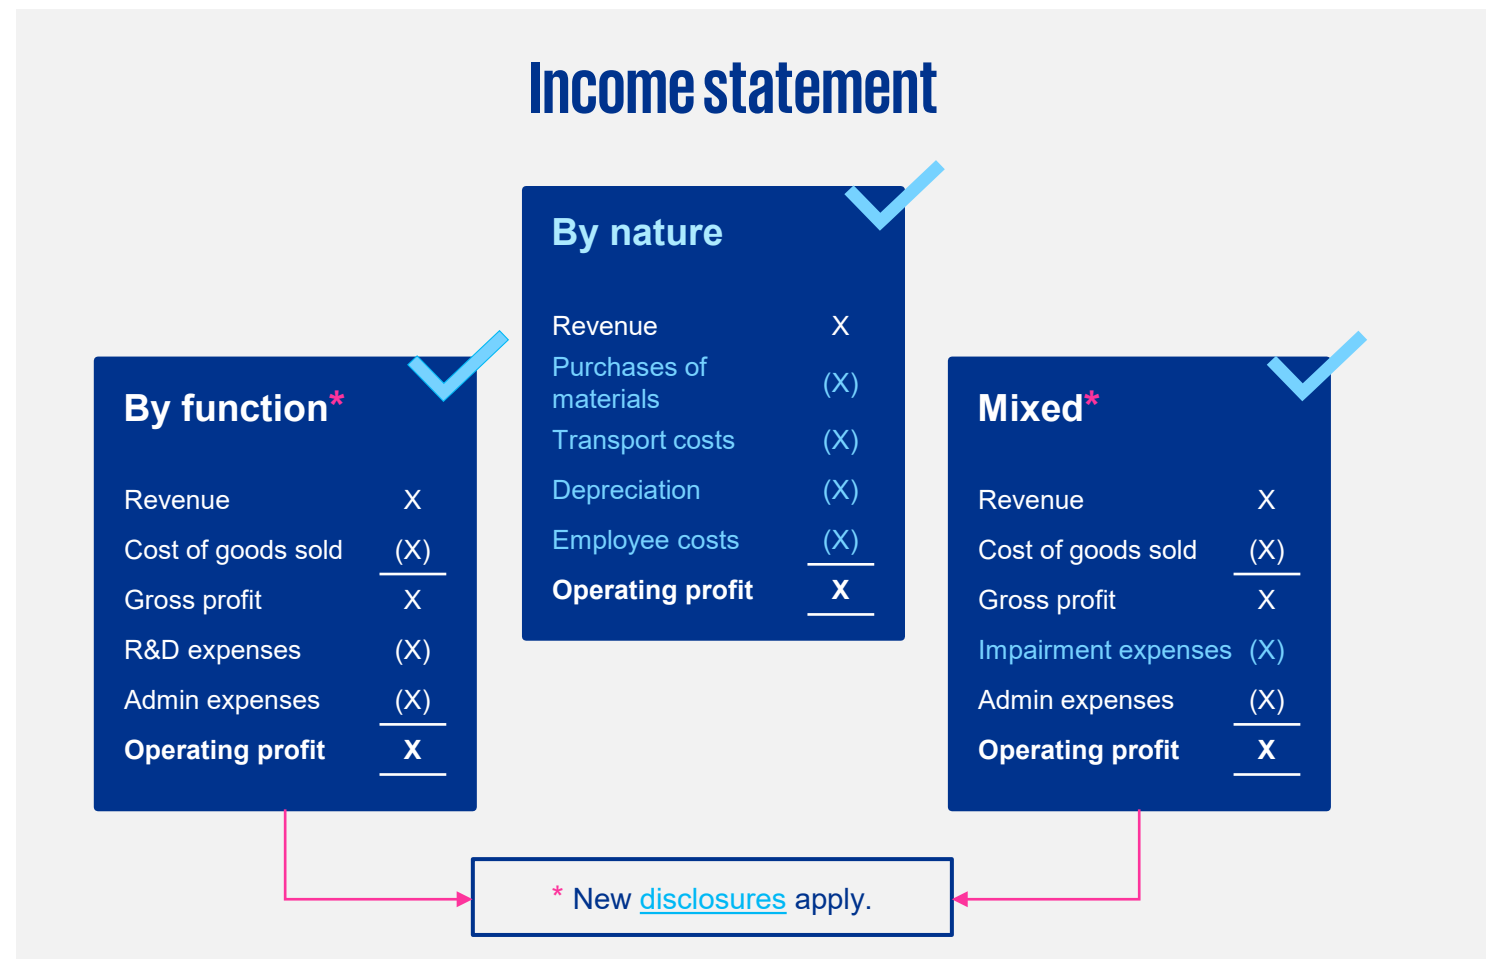 Income statement
By nature
Revenue X
Purchases of
materials (X)
Transport costs (X)
Depreciation (X)
Employee costs (X)
Operating profit X
By function*
Revenue X
Cost of goods sold (X)
Gross profit X
R&D expenses (X)
Admin expenses (X)
Operating profit X
Mixed*
Revenue X
Cost of goods sold (X)
Gross profit X
Impairment expenses (X)
Admin expenses (X)
Operating profit X
* New disclosures apply.